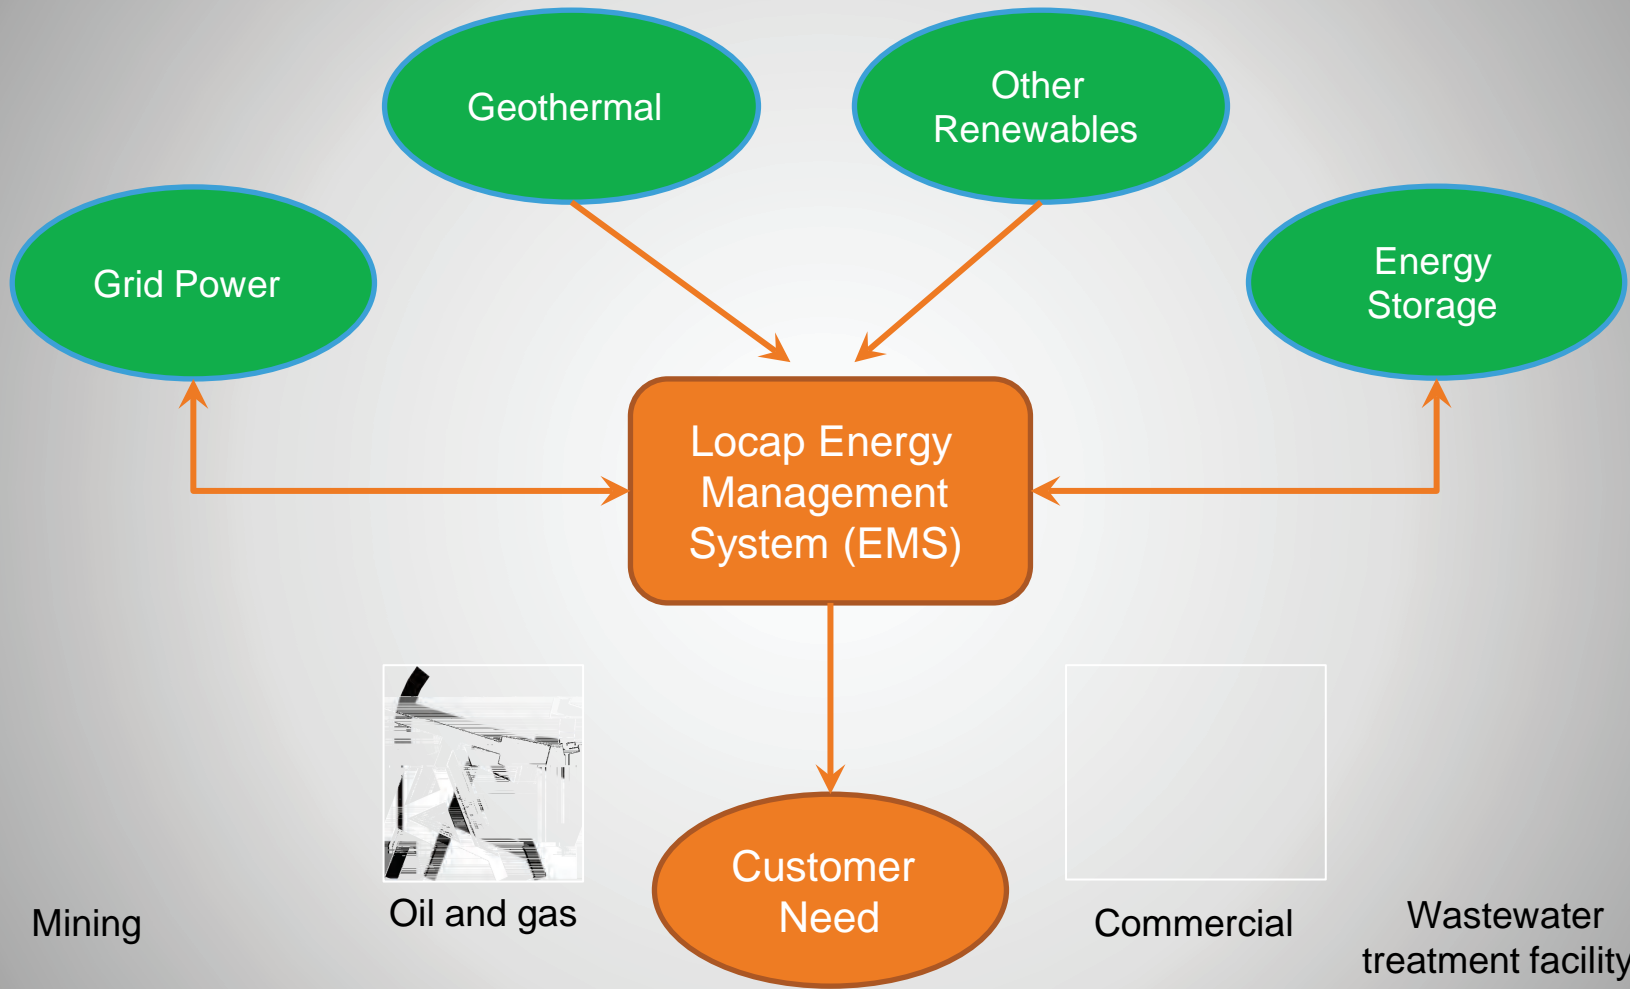 Geothermal
Other
Renewables
Grid Power
Energy
Storage
Locap Energy
Management
System (EMS)
Customer
Need
Mining
Oil and gas
Commercial
Wastewater
treatment facility